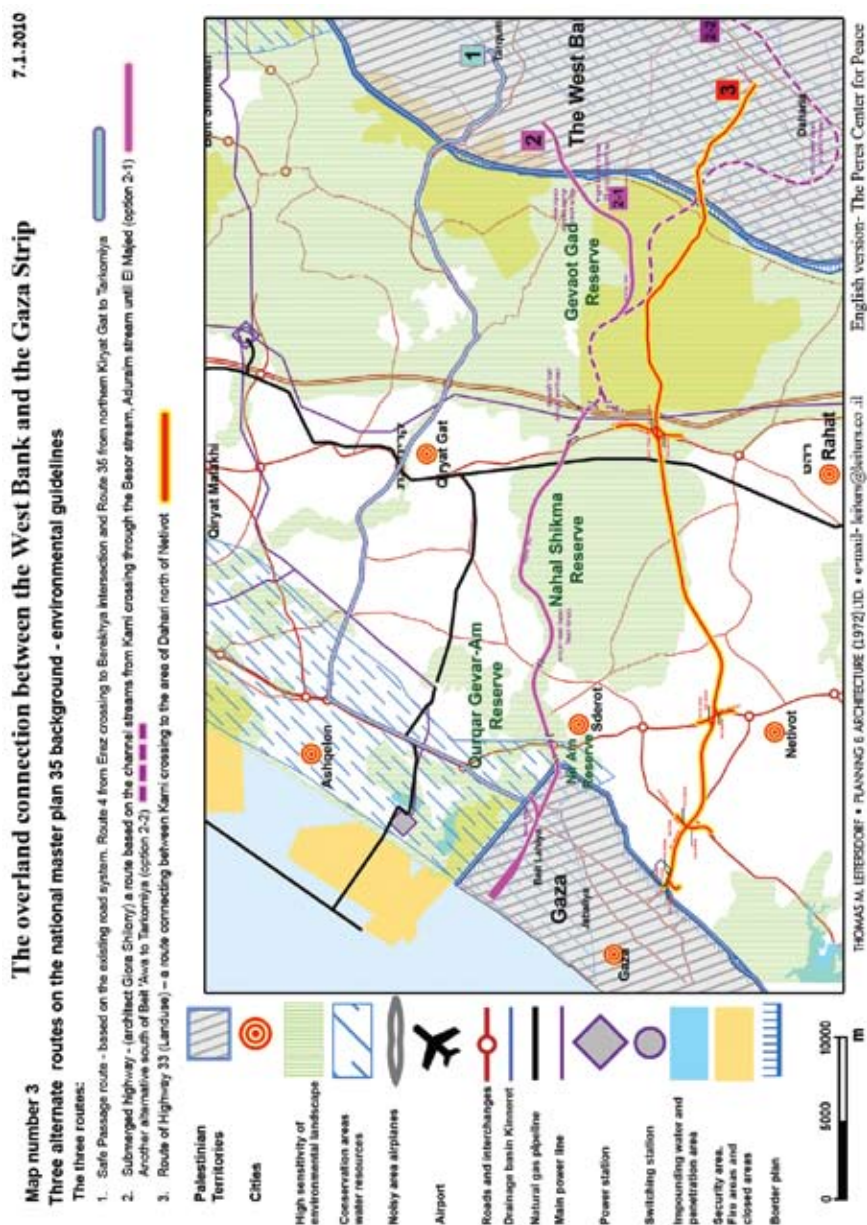 Map number 3
The overland connection between the West Bank and the Gaza Strip
7.1.2010
Three alternate routes on the national master plan 35 background - environmental guidelines
The three routes:
1. Safe Passage route - based on the existing road system. Route 4 from Erez crossing to Berekhya intersection and Route 35 from northern Kiryat Gat to Tarkomiya
2. Submerged highway - (architect Giora Shilony) a route based on the channel streams from Karni crossing through the Besor stream, Aduraim stream until El Majed (option 2-1)
Another alternative south of Beit 'Awa to Tarkomiya (option 2-2)
3. Route of Highway 33 (Landuse) – a route connecting between Karni crossing to the area of Dahari north of Netivot
Palestinian
Territories
Cities
High sensitivity of
environmental landscape
Conservation areas
water resources
Noisy area airplanes
Airport
Roads and interchanges
Drainage basin Kinneret
Natural gas pipeline
Main power line
Power station
Switching station
Impounding water and
penetration area
Security area,
fire areas and
closed areas
Border plan
0
5000
10000
m
Qiryat Malakhi
Ashqelon
Qiryat Gat
1
Qurqar Gevar-Am
Reserve
Beit Lahiya
Gaza
Jabaliya
Gaza
Sderot
Nir Am
Reserve
Nahal Shikma
Reserve
Gevaot Gad
Reserve
2
2-1
The West Ba
2-2
3
Daharia
Netivot
רהט
Rahat
THOMAS M. LEITERSDORF • PLANNING & ARCHITECTURE (1972) LTD. • e-mail- leiters@leiters.co.il
English version- The Peres Center for Peace